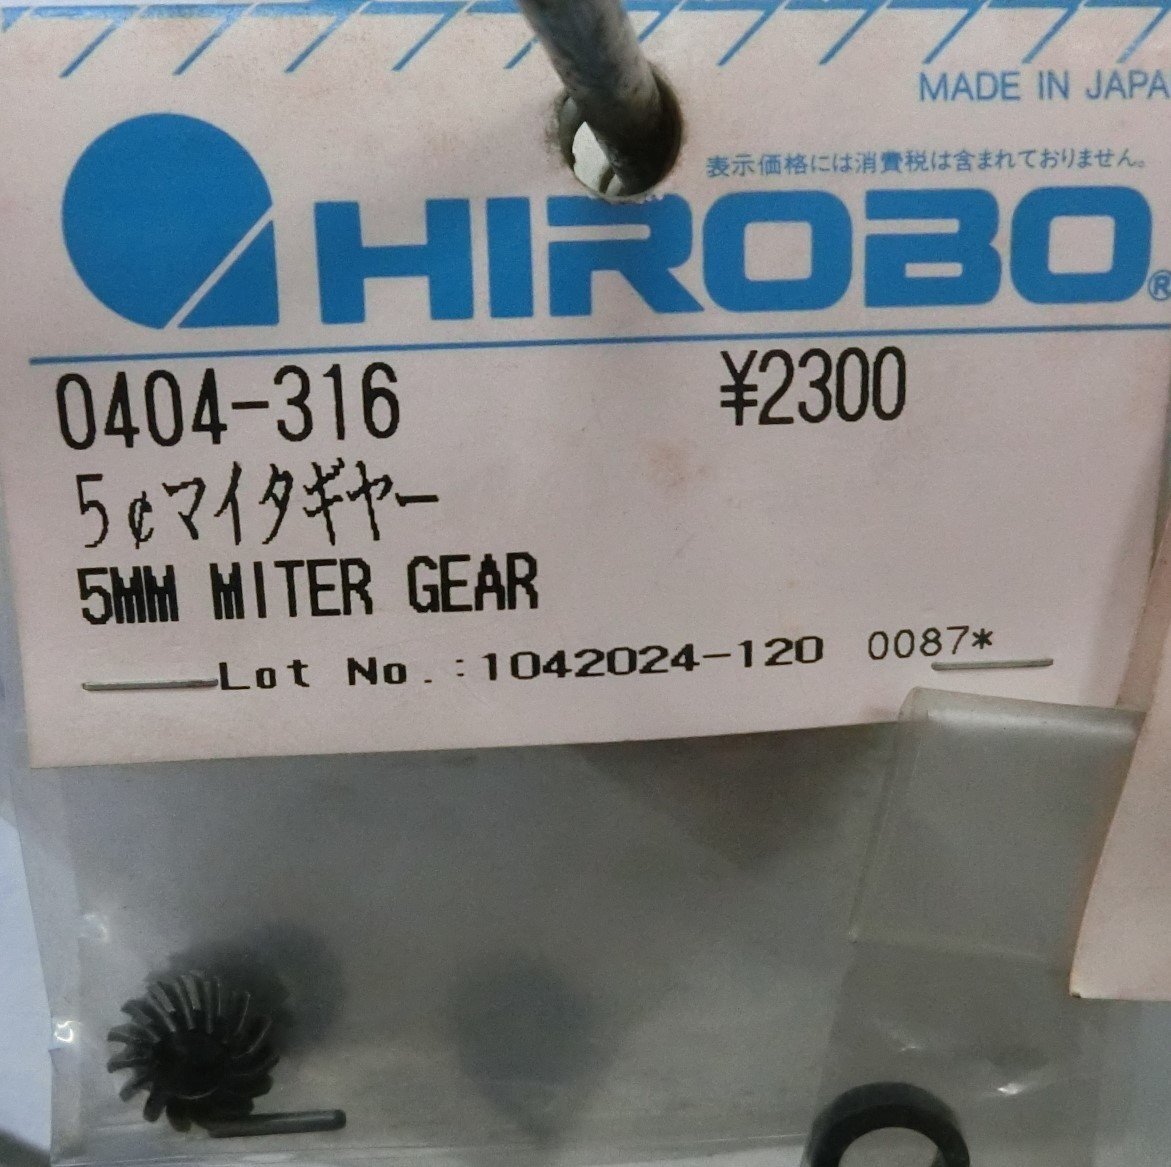 MADE IN JAPA
表示価格には消費税は含まれておりません。
HIROBO®
0404-316 ¥2300
5¢マイタギヤー
5MM MITER GEAR
Lot No.:1042024-120 0087*